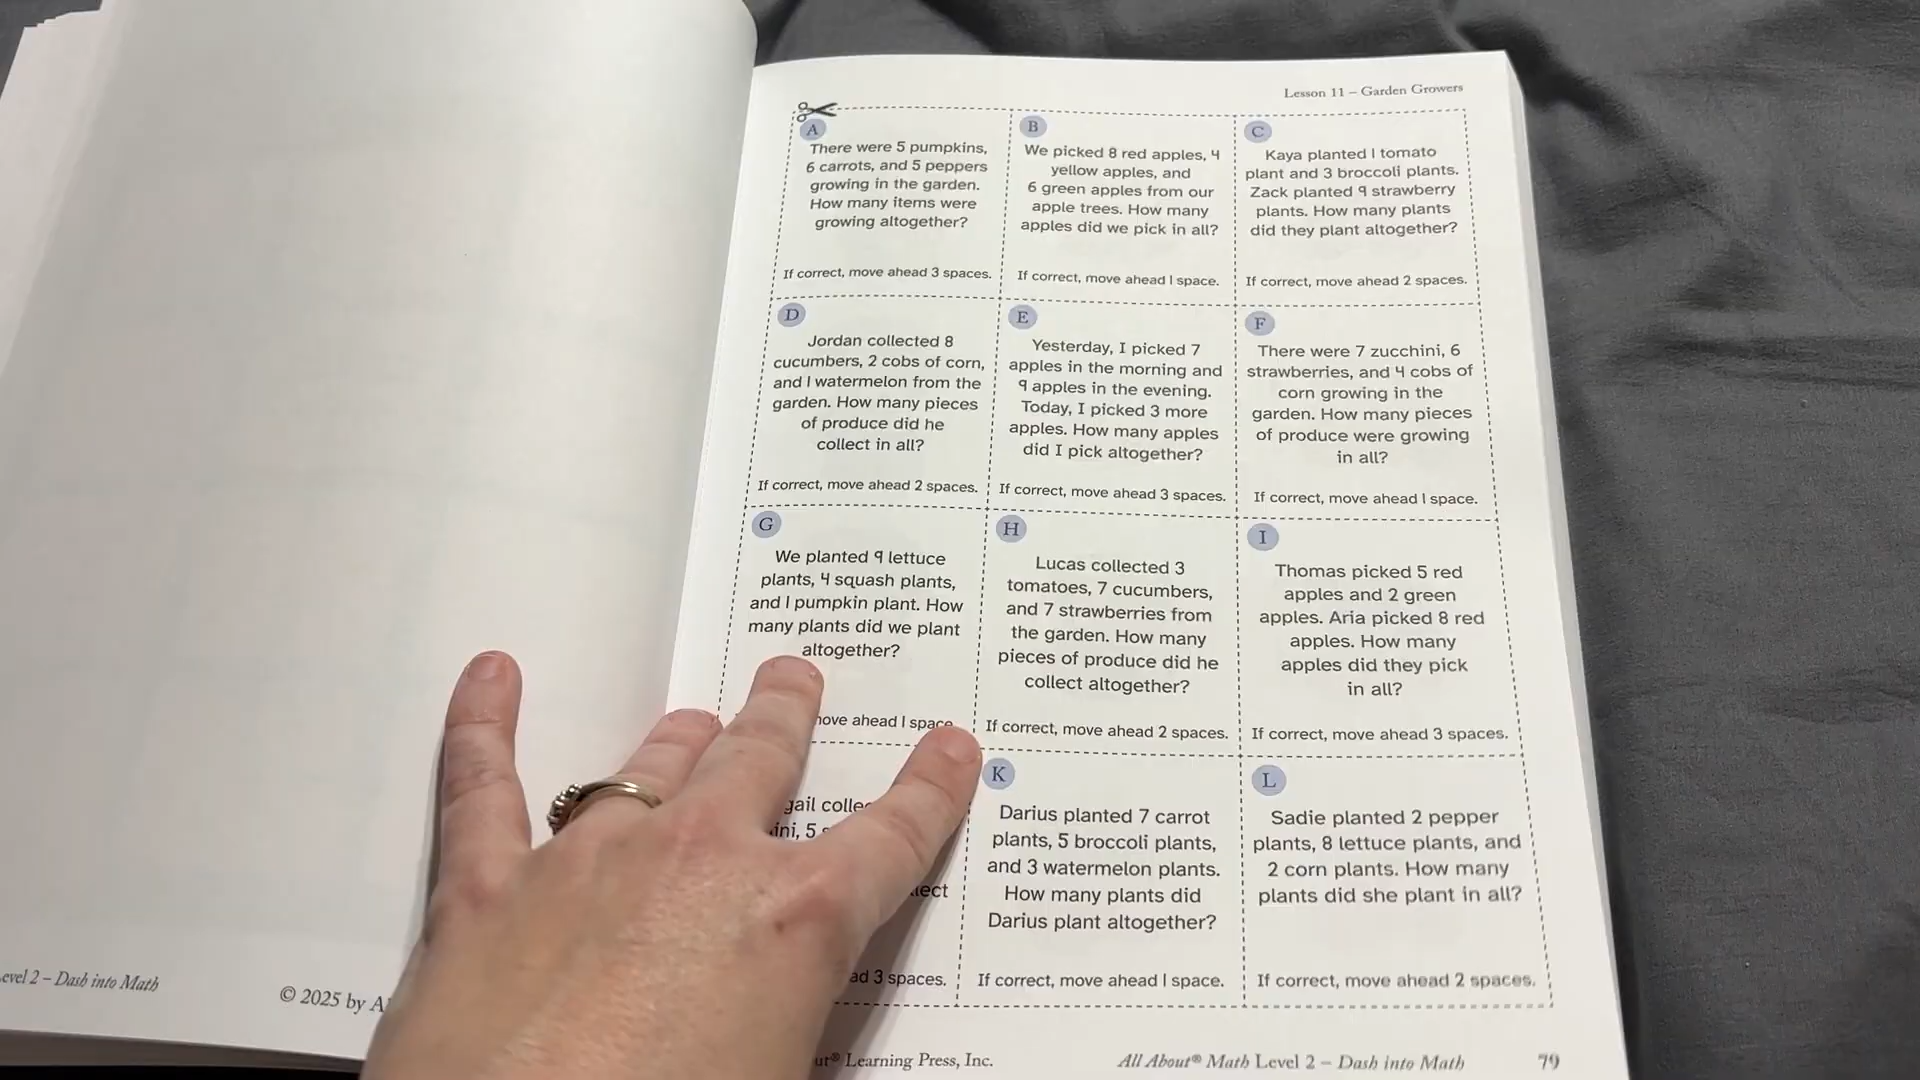 Lesson 11 – Garden Growers
A
There were 5 pumpkins,
6 carrots, and 5 peppers
growing in the garden.
How many items were
growing altogether?
If correct, move ahead 3 spaces.
B
We picked 8 red apples, 4
yellow apples, and
6 green apples from our
apple trees. How many
apples did we pick in all?
If correct, move ahead 1 space.
C
Kaya planted 1 tomato
plant and 3 broccoli plants.
Zack planted 9 strawberry
plants. How many plants
did they plant altogether?
If correct, move ahead 2 spaces.
D
Jordan collected 8
cucumbers, 2 cobs of corn,
and 1 watermelon from the
garden. How many pieces
of produce did he
collect in all?
If correct, move ahead 2 spaces.
E
Yesterday, I picked 7
apples in the morning and
9 apples in the evening.
Today, I picked 3 more
apples. How many apples
did I pick altogether?
If correct, move ahead 3 spaces.
F
There were 7 zucchini, 6
strawberries, and 4 cobs of
corn growing in the
garden. How many pieces
of produce were growing
in all?
If correct, move ahead 1 space.
G
We planted 9 lettuce
plants, 4 squash plants,
and 1 pumpkin plant. How
many plants did we plant
altogether?
move ahead 1 space.
H
Lucas collected 3
tomatoes, 7 cucumbers,
and 7 strawberries from
the garden. How many
pieces of produce did he
collect altogether?
If correct, move ahead 2 spaces.
I
Thomas picked 5 red
apples and 2 green
apples. Aria picked 8 red
apples. How many
apples did they pick
in all?
If correct, move ahead 3 spaces.
5
3 spaces.
K
Darius planted 7 carrot
plants, 5 broccoli plants,
and 3 watermelon plants.
How many plants did
Darius plant altogether?
If correct, move ahead 1 space.
L
Sadie planted 2 pepper
plants, 8 lettuce plants, and
2 corn plants. How many
plants did she plant in all?
If correct, move ahead 2 spaces.
2 – Dash into Math
© 2025 by
Learning Press, Inc.
All About® Math Level 2 – Dash into Math
79